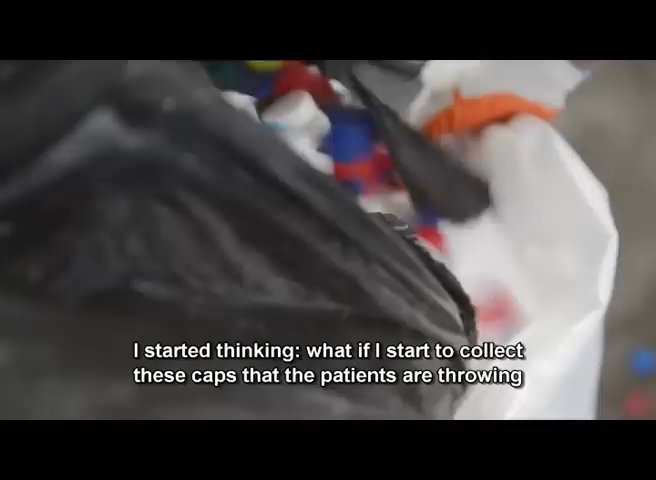 I started thinking: what if I start to collect
these caps that the patients are throwing